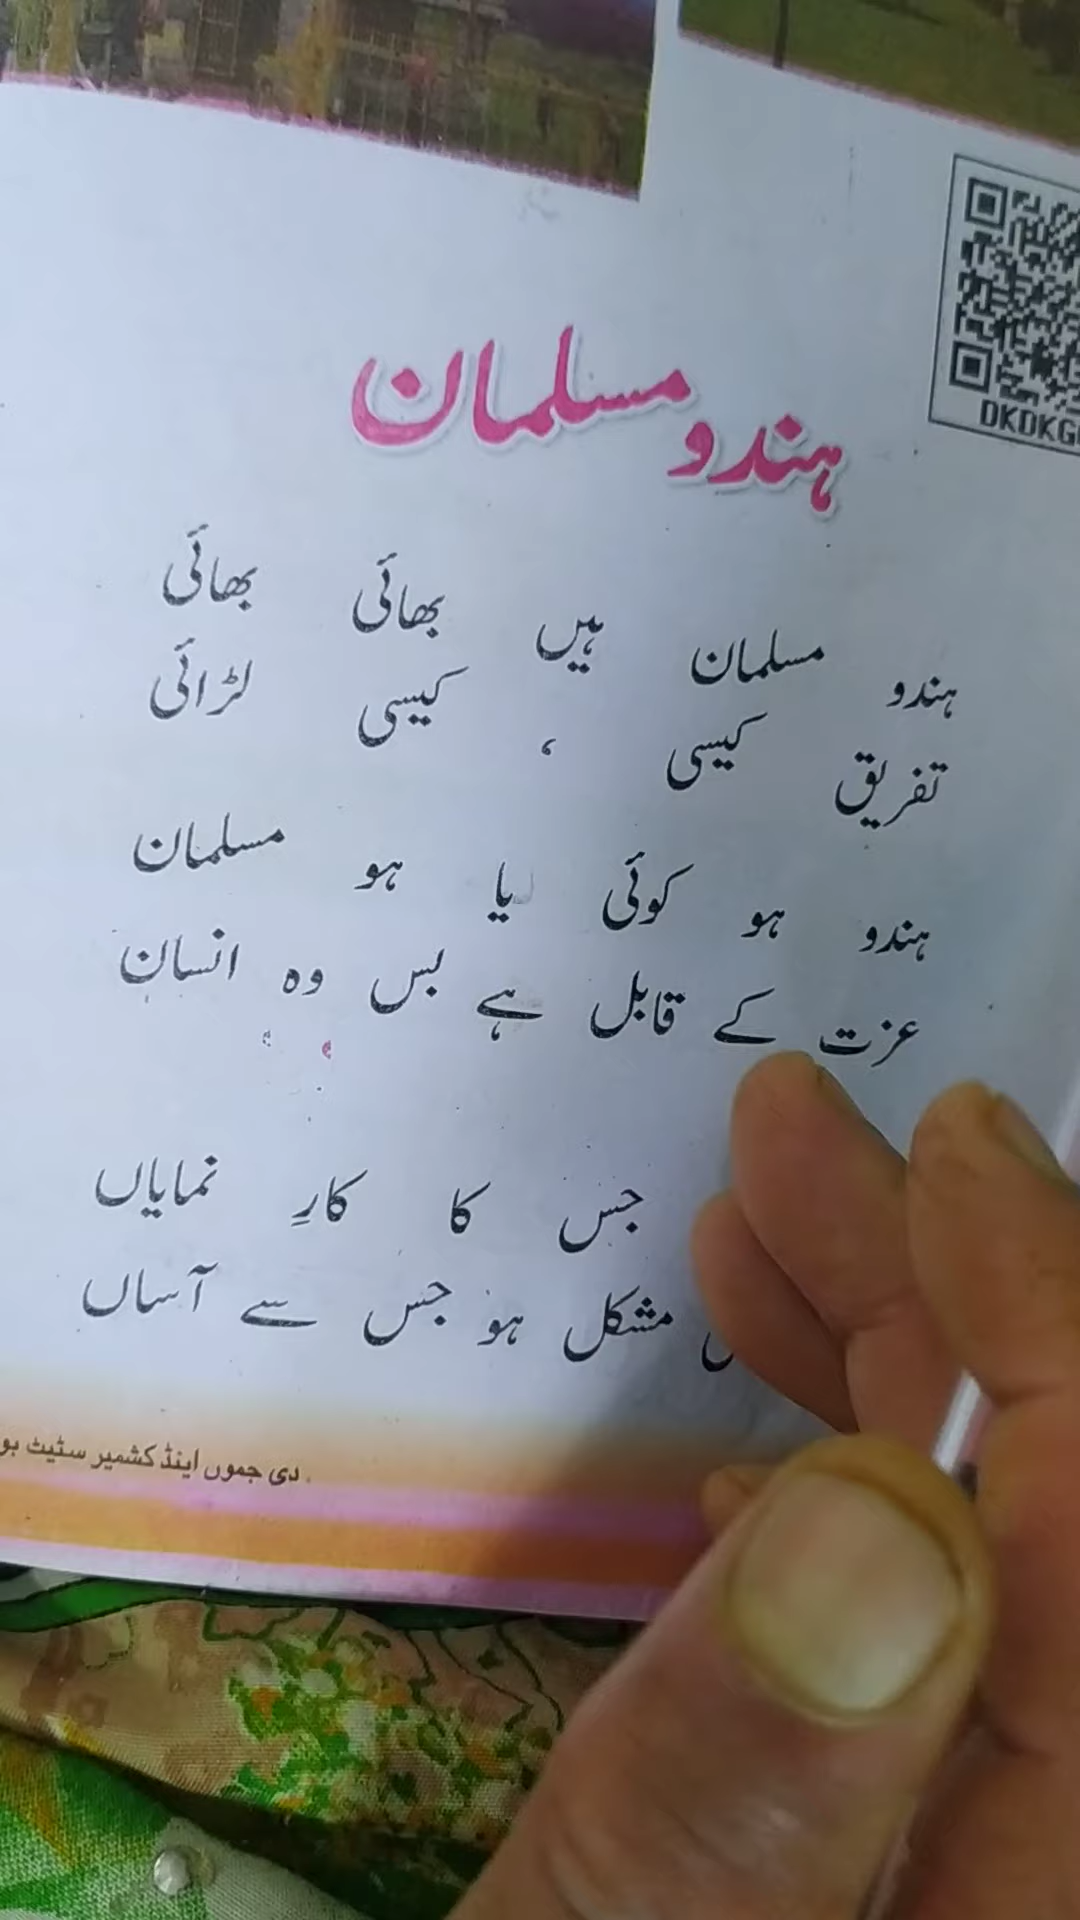 DKDKG
ہندو مسلمان
ہندو مسلمان ہیں بھائی بھائی
تفریق کیسی ، کیسی لڑائی
ہندو ہو کوئی یا ہو مسلمان
عزت کے قابل ہے بس وہ انسان
جس کا کارِ نمایاں
مشکل ہو جس سے آساں
دی جموں اینڈ کشمیر سٹیٹ بو